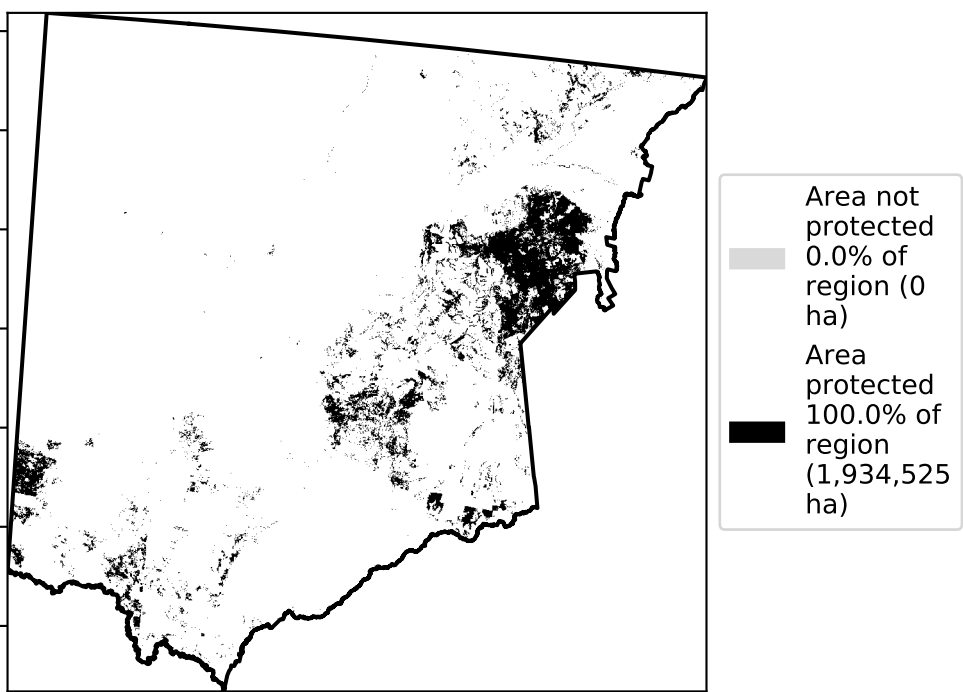 Area not
protected
0.0% of
region (0
ha)
Area
protected
100.0% of
region
(1,934,525
ha)